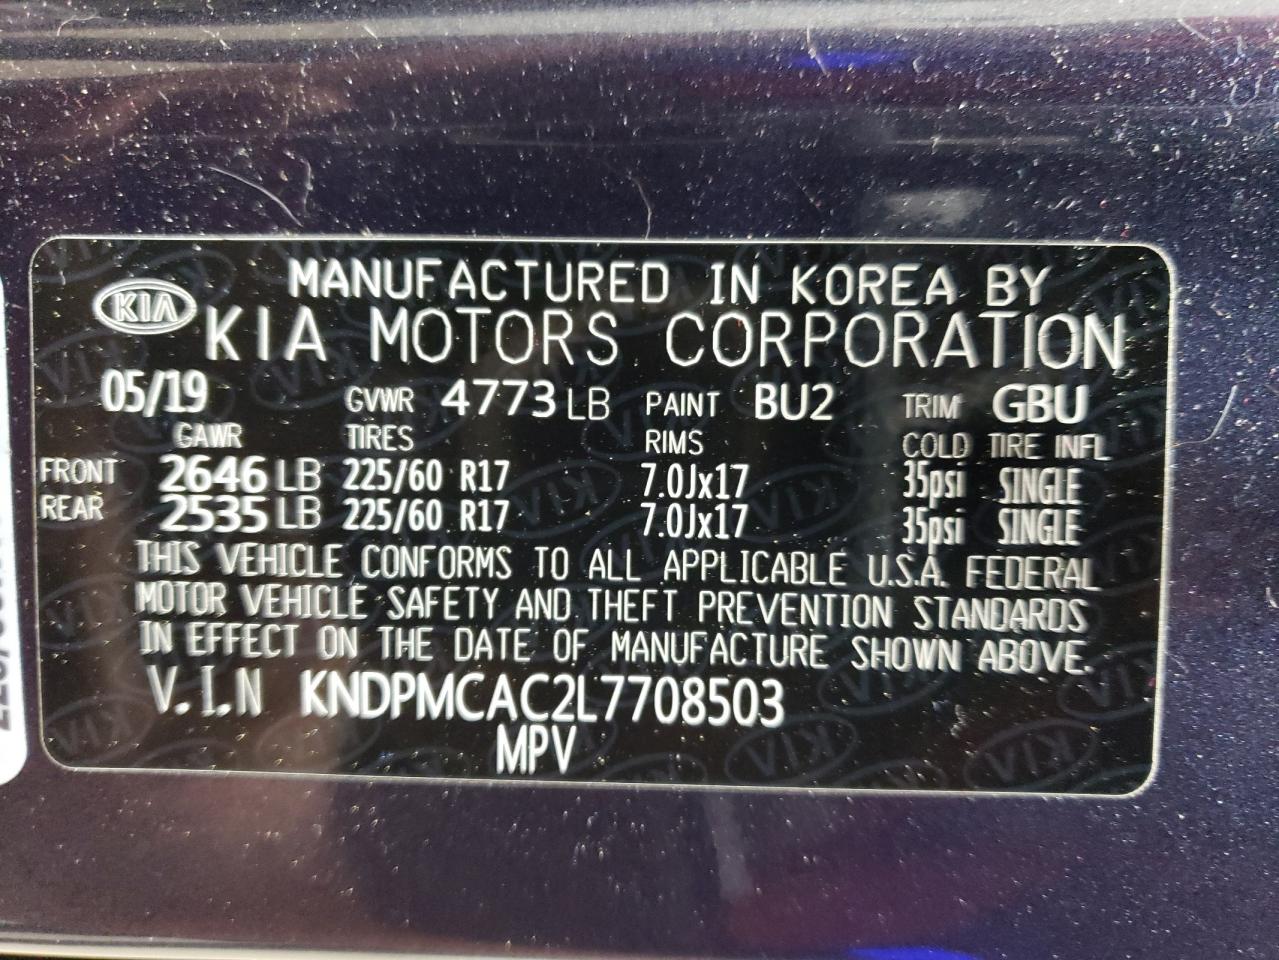 MANUFACTURED IN KOREA BY
KIA
KIA MOTORS CORPORATION
05/19 GVWR 4773 LB PAINT BU2 TRIM GBU
GAWR TIRES RIMS COLD TIRE INFL
FRONT 2646 LB 225/60 R17 7.0Jx17 35psi SINGLE
REAR 2535 LB 225/60 R17 7.0Jx17 35psi SINGLE
THIS VEHICLE CONFORMS TO ALL APPLICABLE U.S.A. FEDERAL
MOTOR VEHICLE SAFETY AND THEFT PREVENTION STANDARDS
IN EFFECT ON THE DATE OF MANUFACTURE SHOWN ABOVE.
V.I.N KNDPMCAC2L7708503
MPV